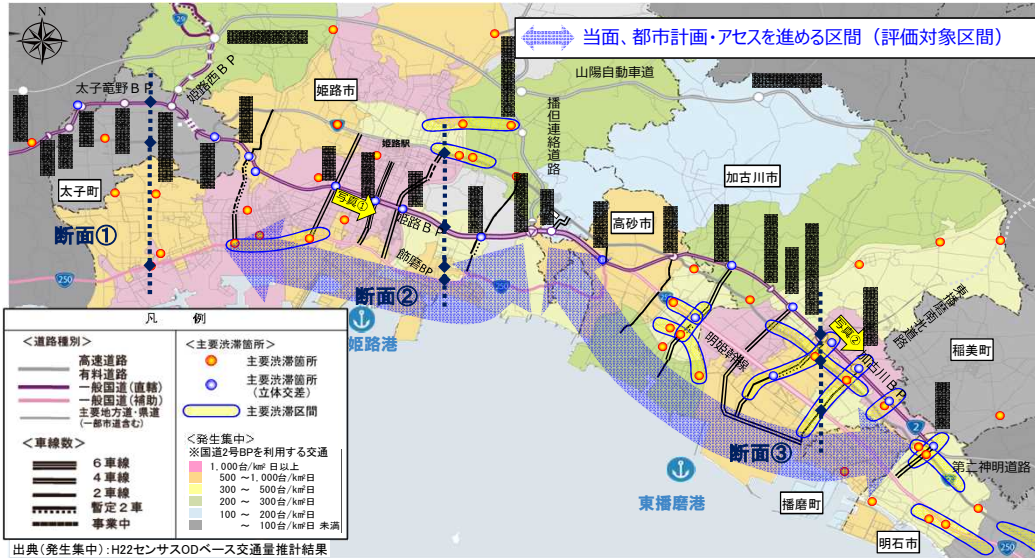 N
当面、都市計画・アセスを進める区間（評価対象区間）
29
山陽自動車道
太子竜野BP
姫路西BP
姫路市
播但連絡道路
姫路駅
加古川市
太子町
写真①
高砂市
断面①
姫路BP
250
飾磨BP
断面②
250
東播磨南北道路
写真②
稲美町
姫路港
明姫幹線
加古川BP
2
断面③
第二神明道路
東播磨港
播磨町
明石市
250
凡 例
＜道路種別＞
高速道路
有料道路
一般国道(直轄)
一般国道(補助)
主要地方道・県道
(一部市道含む)
＜車線数＞
６車線
４車線
２車線
暫定２車
事業中
＜主要渋滞箇所＞
主要渋滞箇所
主要渋滞箇所
(立体交差)
主要渋滞区間
＜発生集中＞
※国道2号BPを利用する交通
1,000台/km² 日以上
500 ～1,000台/km²日
300 ～ 500台/km²日
200 ～ 300台/km²日
100 ～ 200台/km²日
～ 100台/km²日 未満
出典(発生集中)：H22センサスODベース交通量推計結果